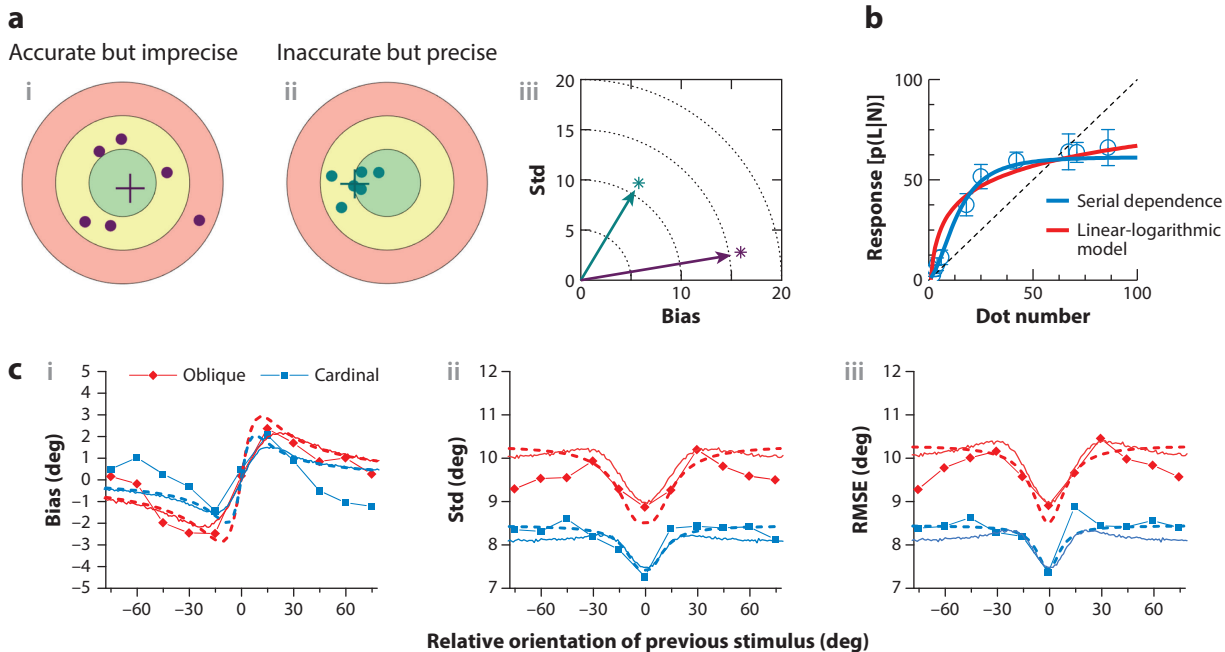 a
Accurate but imprecise
Inaccurate but precise
i
ii
iii
20
15
10
5
0
Std
0
10
20
Bias
b
100
50
0
Response [p(L|N)]
0
50
100
Dot number
Serial dependence
Linear-logarithmic
model
c
i
Oblique
Cardinal
5
4
3
2
1
0
−1
−2
−3
−4
−5
Bias (deg)
−60
−30
0
30
60
ii
12
11
10
9
8
7
Std (deg)
−60
−30
0
30
60
iii
12
11
10
9
8
7
RMSE (deg)
−60
−30
0
30
60
Relative orientation of previous stimulus (deg)